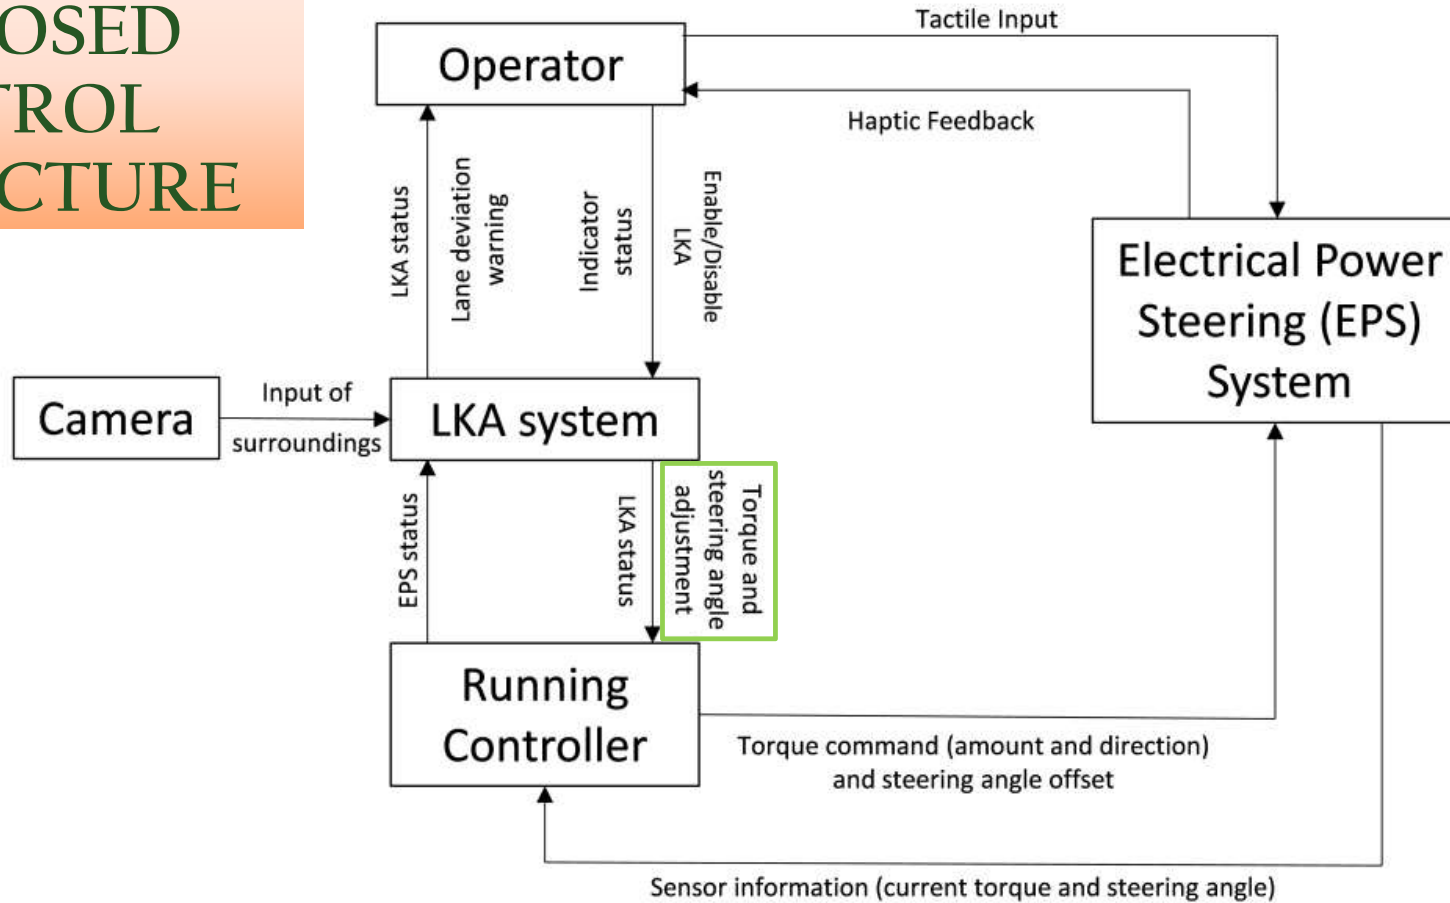 OSED
TROL
CTURE
Tactile Input
Operator
Haptic Feedback
LKA status
Lane deviation
warning
Indicator
status
Enable/Disable
LKA
Electrical Power
Steering (EPS)
System
Camera
Input of
surroundings
LKA system
EPS status
LKA status
Torque and
steering angle
adjustment
Running
Controller
Torque command (amount and direction)
and steering angle offset
Sensor information (current torque and steering angle)